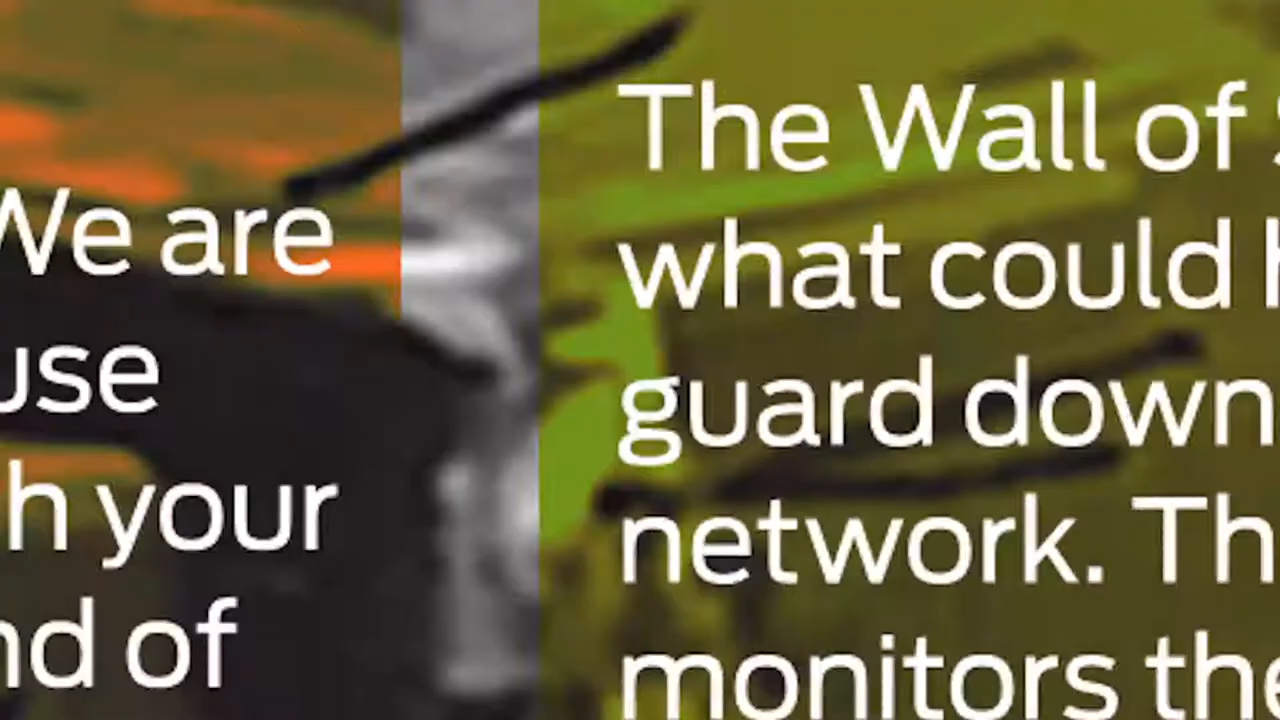 We are
use
h your
nd of
The Wall of
what could
guard down
network. Th
monitors the